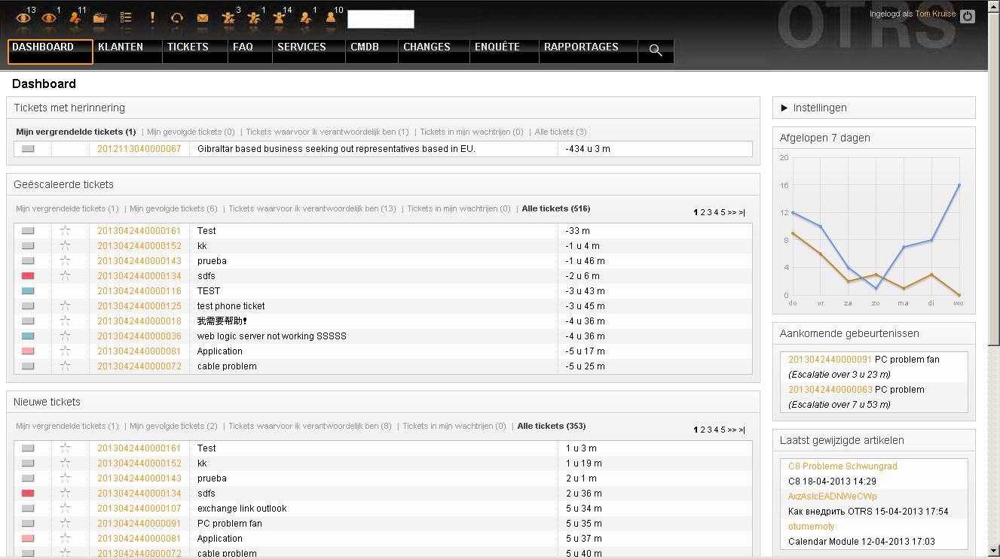 13 1 11 3 1 14 1 10
OTRS
Ingelogd als Tom Kruise
DASHBOARD KLANTEN TICKETS FAQ SERVICES CMDB CHANGES ENQUÊTE RAPPORTAGES
Dashboard
Tickets met herinnering
Mijn vergrendelde tickets (1) | Mijn gevolgde tickets (0) | Tickets waarvoor ik verantwoordelijk ben (1) | Tickets in mijn wachtrijen (0) | Alle tickets (3)
2012113040000067 Gibraltar based business seeking out representatives based in EU. -434 u 3 m
Geëscaleerde tickets
Mijn vergrendelde tickets (1) | Mijn gevolgde tickets (6) | Tickets waarvoor ik verantwoordelijk ben (13) | Tickets in mijn wachtrijen (0) | Alle tickets (516)
1 2 3 4 5 >> >|
2013042440000161 Test -33 m
2013042440000152 kk -1 u 4 m
2013042440000143 prueba -1 u 46 m
2013042440000134 sdfs -2 u 6 m
2013042440000116 TEST -3 u 43 m
2013042440000125 test phone ticket -3 u 45 m
2013042440000018 我需要帮助! -4 u 36 m
2013042440000036 web logic server not working SSSSS -4 u 36 m
2013042440000081 Application -5 u 17 m
2013042440000072 cable problem -5 u 25 m
Nieuwe tickets
Mijn vergrendelde tickets (1) | Mijn gevolgde tickets (2) | Tickets waarvoor ik verantwoordelijk ben (8) | Tickets in mijn wachtrijen (0) | Alle tickets (353)
1 2 3 4 5 >> >|
2013042440000161 Test 1 u 3 m
2013042440000152 kk 1 u 19 m
2013042440000143 prueba 2 u 1 m
2013042440000134 sdfs 2 u 36 m
2013042440000107 exchange link outlook 5 u 34 m
2013042440000091 PC problem fan 5 u 35 m
2013042440000081 Application 5 u 37 m
2013042440000072 cable problem 5 u 40 m
Instellingen
Afgelopen 7 dagen
20
16
12
8
4
0
do vr za zo ma di wo
Aankomende gebeurtenissen
2013042440000091 PC problem fan
(Escalatie over 3 u 23 m)
2013042440000063 PC problem
(Escalatie over 7 u 53 m)
Laatst gewijzigde artikelen
C8 Probleme Schwungrad
C8 18-04-2013 14:29
AxzAsIcEADNWeCWp
Как внедрить OTRS 15-04-2013 17:54
otumemoty
Calendar Module 12-04-2013 17:03